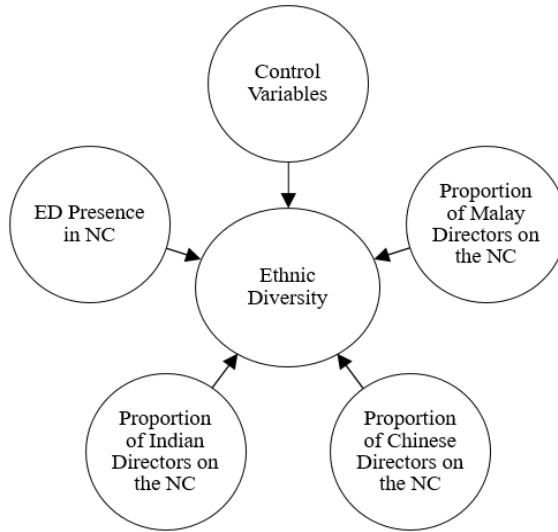 Control
Variables
ED Presence
in NC
Proportion
of Malay
Directors on
the NC
Ethnic
Diversity
Proportion
of Indian
Directors on
the NC
Proportion
of Chinese
Directors on
the NC